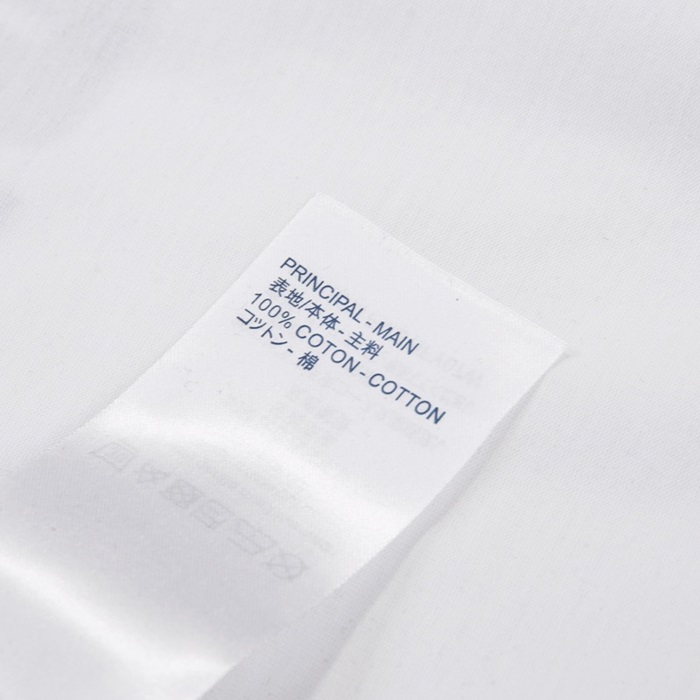 PRINCIPAL - MAIN
表地/本体 - 主料
100% COTON - COTTON
コットン - 棉